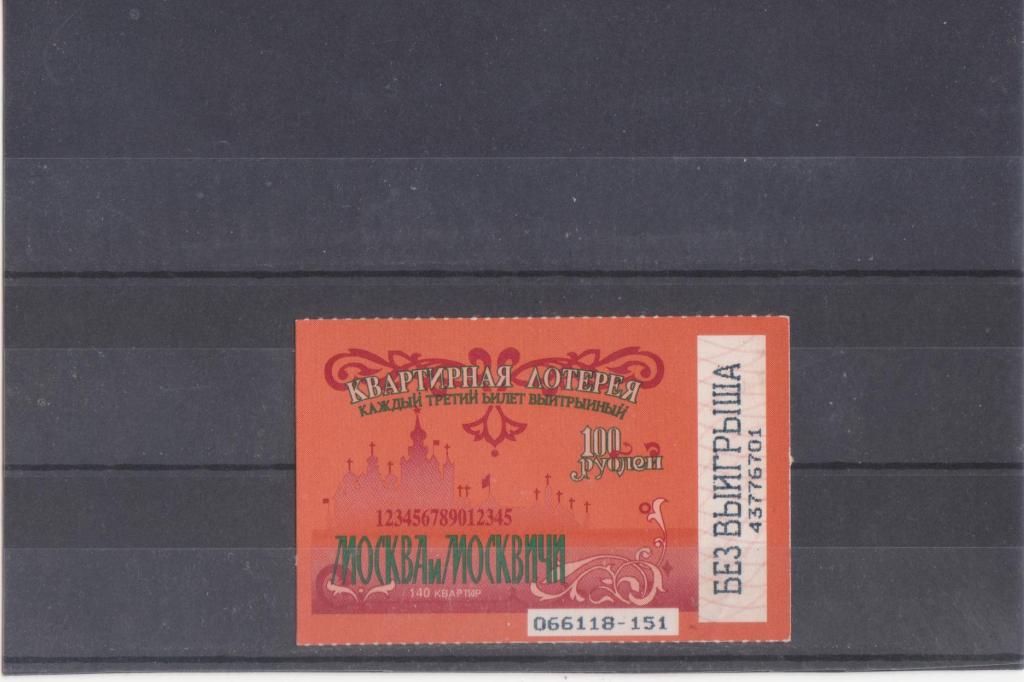 КВАРТИРНАЯ ЛОТЕРЕЯ
КАЖДЫЙ ТРЕТИЙ БИЛЕТ ВЫИГРЫШНЫЙ
100
рублей
123456789012345
МОСКВА и МОСКВИЧИ
140 КВАРТИР
066118-151
БЕЗ ВЫИГРЫША
43776701